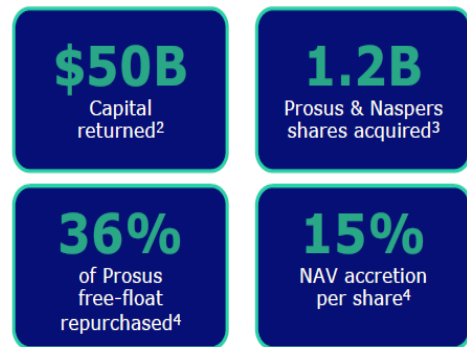 $50B
Capital
returned²
1.2B
Prosus & Naspers
shares acquired³
36%
of Prosus
free-float
repurchased⁴
15%
NAV accretion
per share⁴